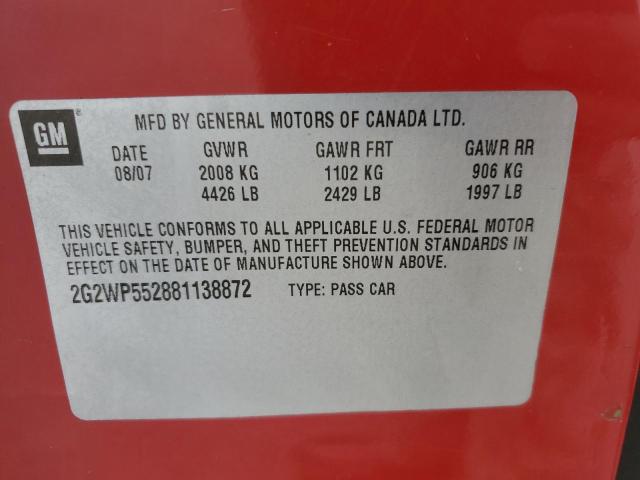 GM
MFD BY GENERAL MOTORS OF CANADA LTD.
DATE GVWR GAWR FRT GAWR RR
08/07 2008 KG 1102 KG 906 KG
4426 LB 2429 LB 1997 LB
THIS VEHICLE CONFORMS TO ALL APPLICABLE U.S. FEDERAL MOTOR
VEHICLE SAFETY, BUMPER, AND THEFT PREVENTION STANDARDS IN
EFFECT ON THE DATE OF MANUFACTURE SHOWN ABOVE.
2G2WP552881138872 TYPE: PASS CAR